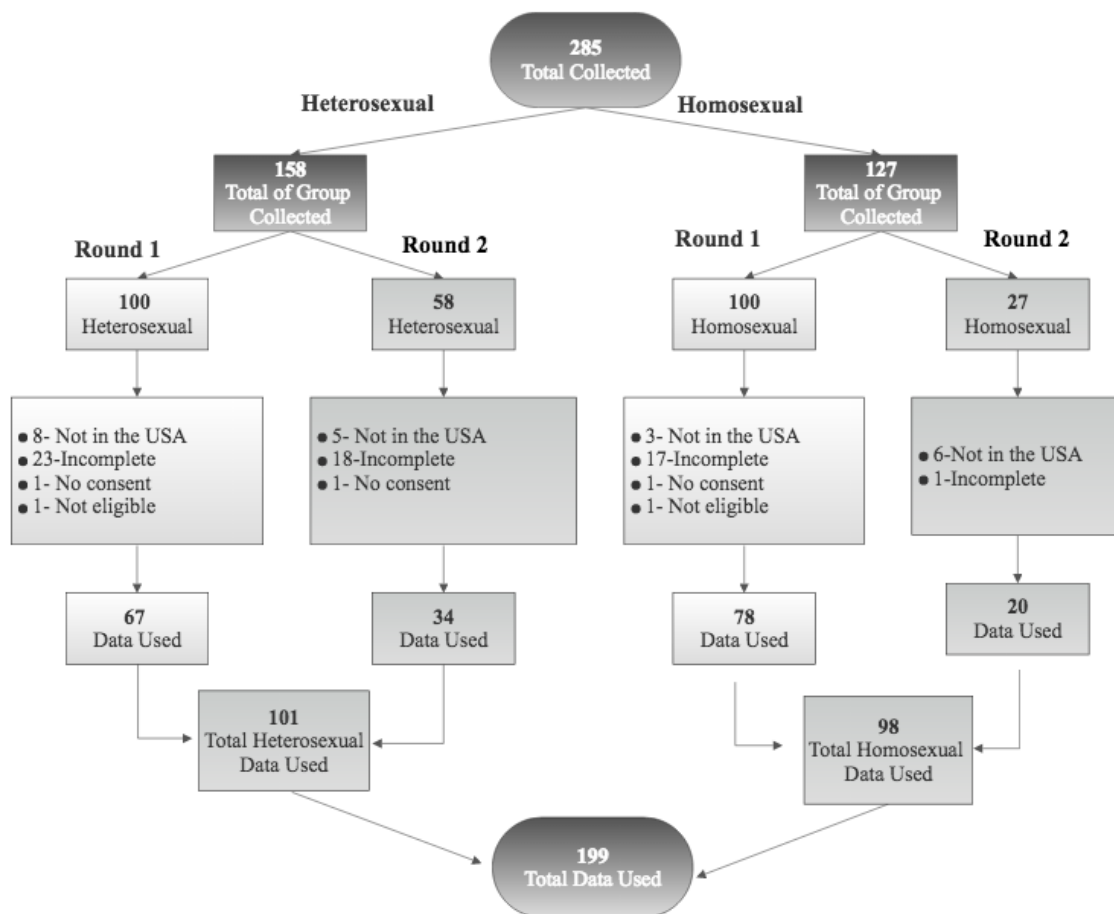 285
Total Collected
Heterosexual
Homosexual
158
Total of Group
Collected
127
Total of Group
Collected
Round 1
Round 2
Round 1
Round 2
100
Heterosexual
58
Heterosexual
100
Homosexual
27
Homosexual
● 8- Not in the USA
● 23-Incomplete
● 1- No consent
● 1- Not eligible
● 5- Not in the USA
● 18-Incomplete
● 1- No consent
● 3- Not in the USA
● 17-Incomplete
● 1- No consent
● 1- Not eligible
● 6-Not in the USA
● 1-Incomplete
67
Data Used
34
Data Used
78
Data Used
20
Data Used
101
Total Heterosexual
Data Used
98
Total Homosexual
Data Used
199
Total Data Used